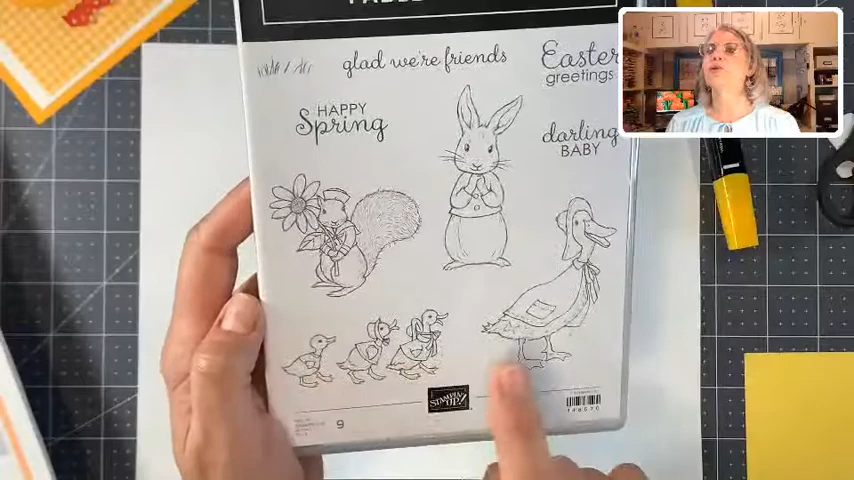 glad we're friends
Easter
greetings
HAPPY
Spring
darling
BABY
STAMPIN' UP!
9